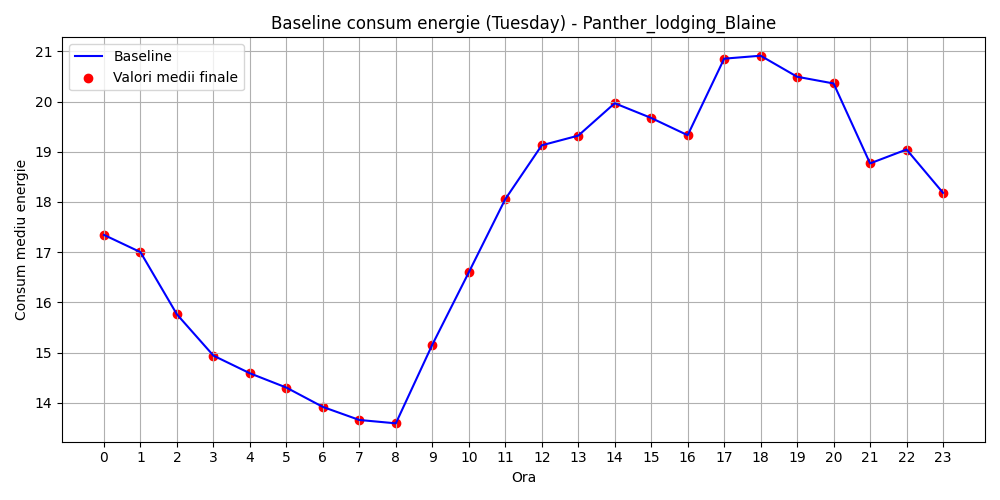 Baseline consum energie (Tuesday) - Panther_lodging_Blaine
Baseline
Valori medii finale
21
20
19
18
17
16
15
14
Consum mediu energie
0 1 2 3 4 5 6 7 8 9 10 11 12 13 14 15 16 17 18 19 20 21 22 23
Ora